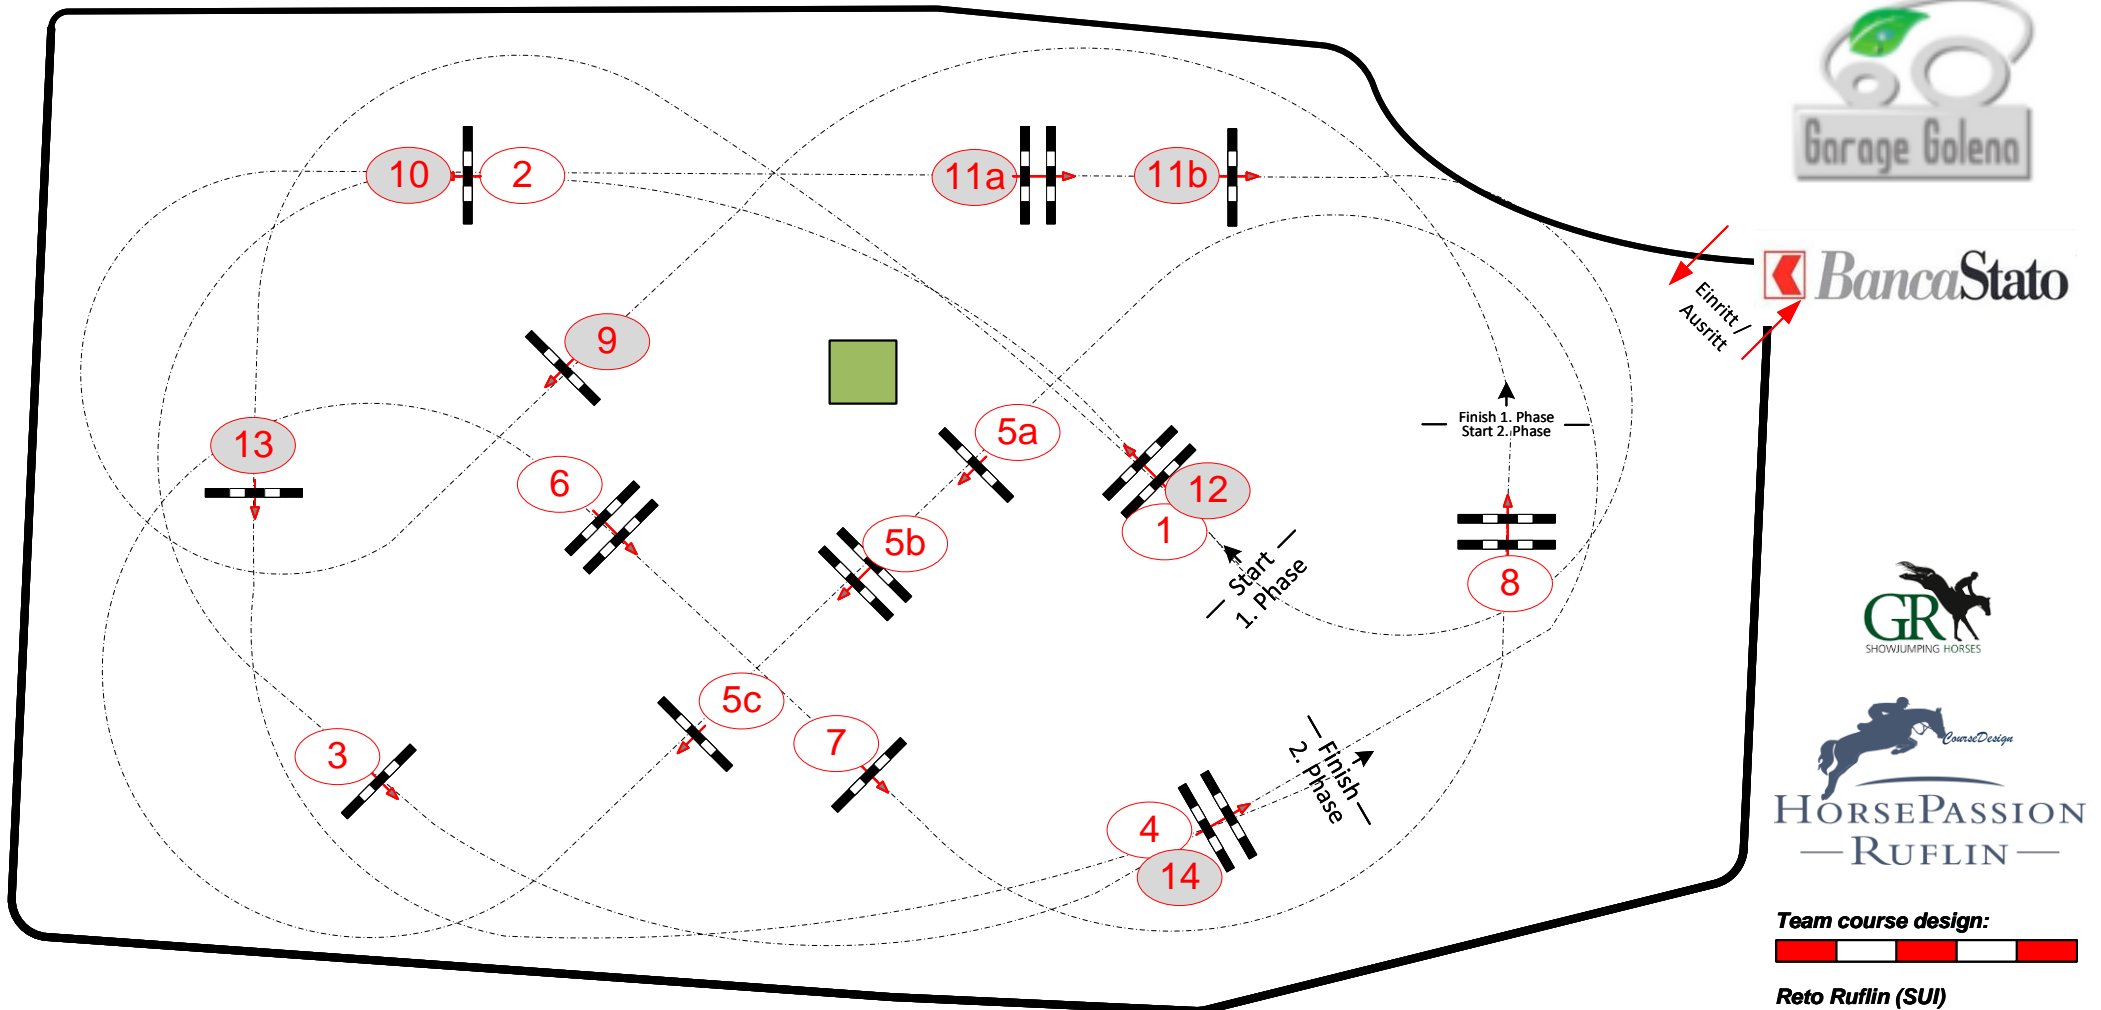 Garage Golena
10
2
11a
11b
BancaStato
Einritt /
Ausritt
9
13
6
5a
5b
12
1
Finish 1. Phase
Start 2. Phase
8
Start
1. Phase
5c
3
7
4
14
Finish
2. Phase
GR
SHOWJUMPING HORSES
CourseDesign
HORSEPASSION
RUFLIN
Team course design:
Reto Ruflin (SUI)